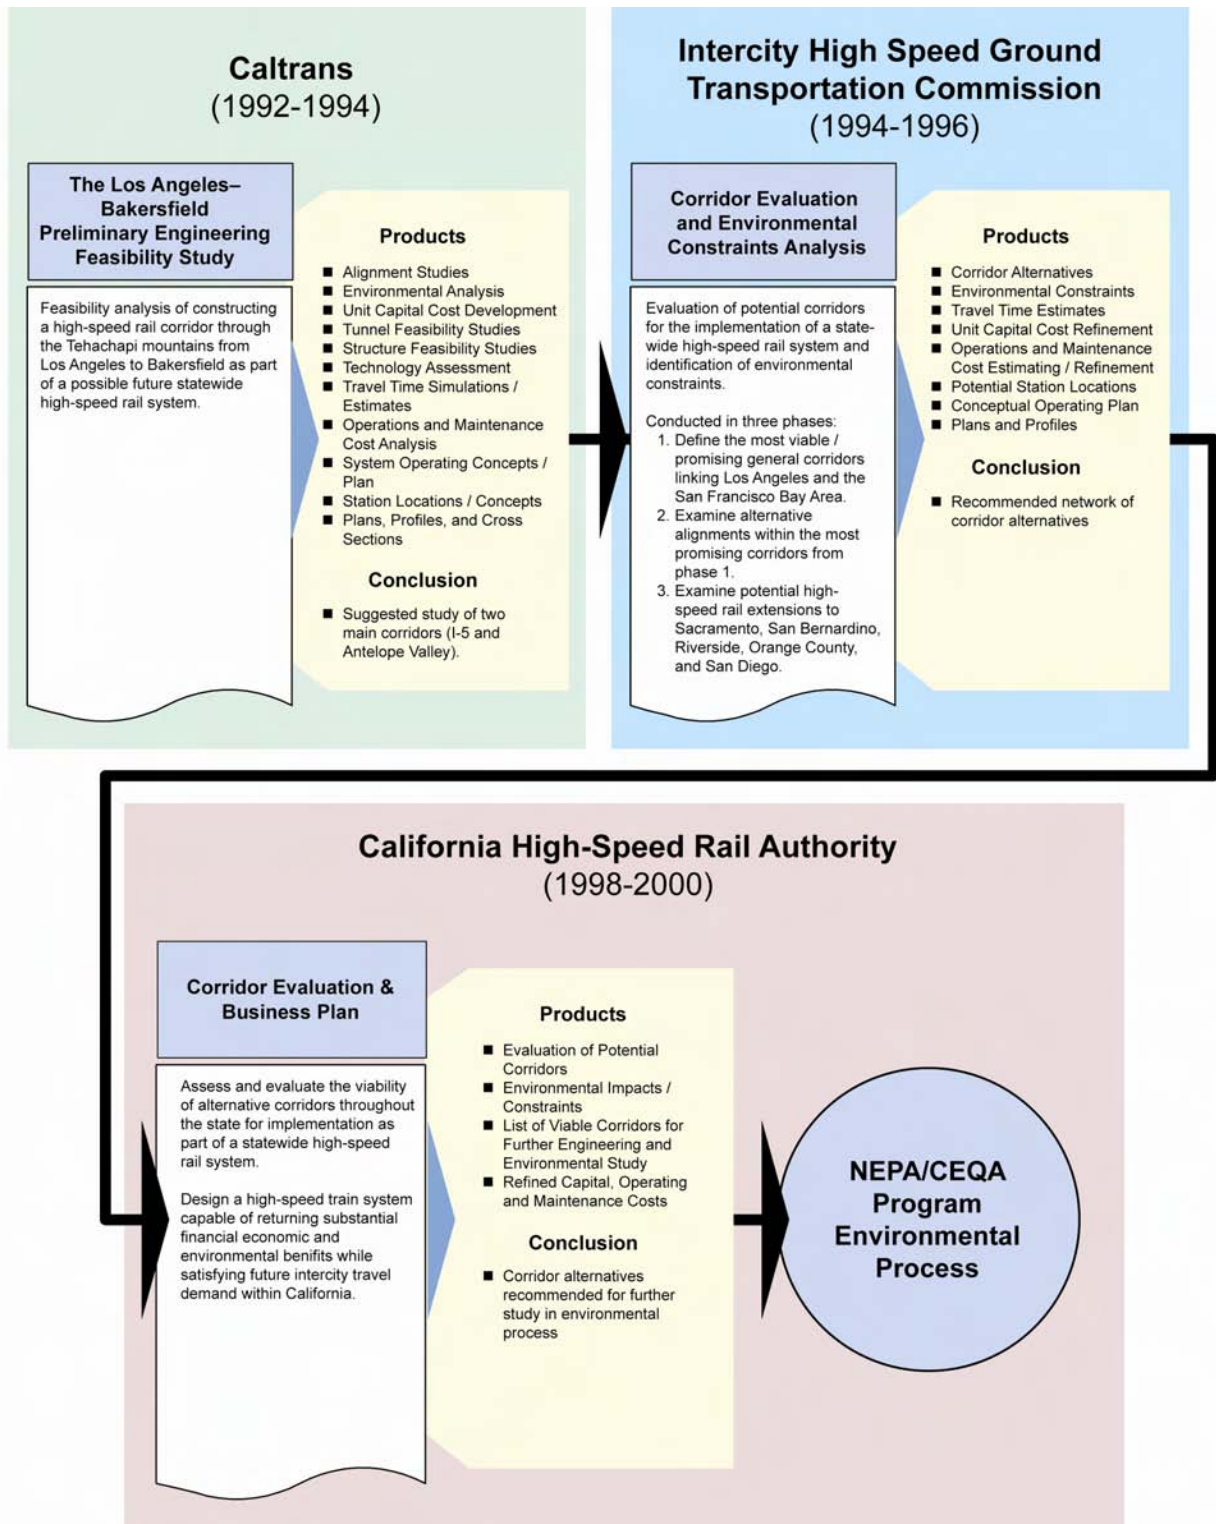 Caltrans
(1992-1994)
The Los Angeles–
Bakersfield
Preliminary Engineering
Feasibility Study
Feasibility analysis of constructing
a high-speed rail corridor through
the Tehachapi mountains from
Los Angeles to Bakersfield as part
of a possible future statewide
high-speed rail system.
Products
■ Alignment Studies
■ Environmental Analysis
■ Unit Capital Cost Development
■ Tunnel Feasibility Studies
■ Structure Feasibility Studies
■ Technology Assessment
■ Travel Time Simulations /
Estimates
■ Operations and Maintenance
Cost Analysis
■ System Operating Concepts /
Plan
■ Station Locations / Concepts
■ Plans, Profiles, and Cross
Sections
Conclusion
■ Suggested study of two
main corridors (I-5 and
Antelope Valley).
Intercity High Speed Ground
Transportation Commission
(1994-1996)
Corridor Evaluation
and Environmental
Constraints Analysis
Evaluation of potential corridors
for the implementation of a state-
wide high-speed rail system and
identification of environmental
constraints.
Conducted in three phases:
1. Define the most viable /
promising general corridors
linking Los Angeles and the
San Francisco Bay Area.
2. Examine alternative
alignments within the most
promising corridors from
phase 1.
3. Examine potential high-
speed rail extensions to
Sacramento, San Bernardino,
Riverside, Orange County,
and San Diego.
Products
■ Corridor Alternatives
■ Environmental Constraints
■ Travel Time Estimates
■ Unit Capital Cost Refinement
■ Operations and Maintenance
Cost Estimating / Refinement
■ Potential Station Locations
■ Conceptual Operating Plan
■ Plans and Profiles
Conclusion
■ Recommended network of
corridor alternatives
California High-Speed Rail Authority
(1998-2000)
Corridor Evaluation &
Business Plan
Assess and evaluate the viability
of alternative corridors throughout
the state for implementation as
part of a statewide high-speed
rail system.
Design a high-speed train system
capable of returning substantial
financial economic and
environmental benifits while
satisfying future intercity travel
demand within California.
Products
■ Evaluation of Potential
Corridors
■ Environmental Impacts /
Constraints
■ List of Viable Corridors for
Further Engineering and
Environmental Study
■ Refined Capital, Operating
and Maintenance Costs
Conclusion
■ Corridor alternatives
recommended for further
study in environmental
process
NEPA/CEQA
Program
Environmental
Process